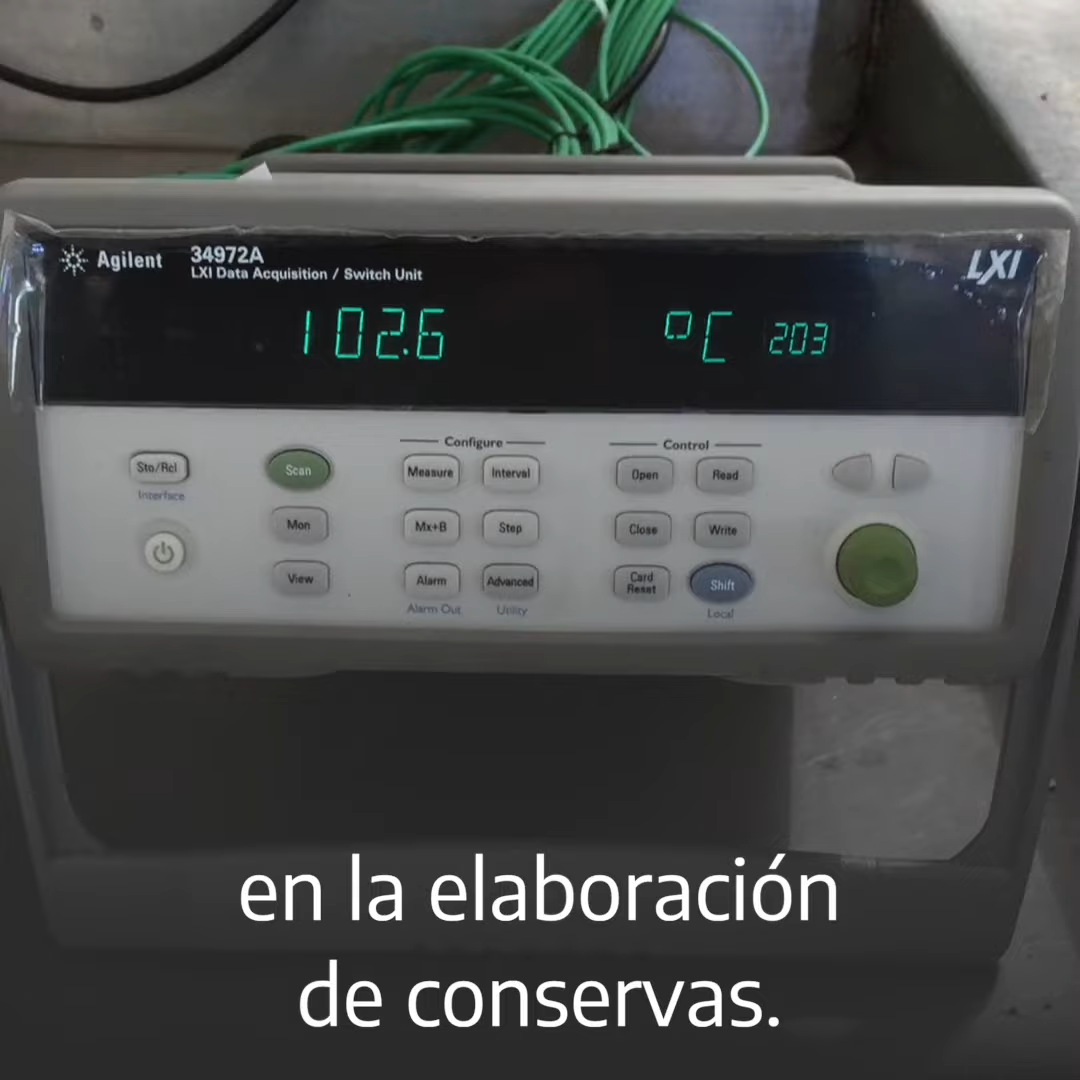 Agilent
34972A
LXI Data Acquisition / Switch Unit
LXI
102.6 °C 203
Configure
Control
Sto/Rcl
Scan
Measure
Interval
Open
Read
Interface
Mon
Mx+B
Step
Close
Write
View
Alarm
Advanced
Card
Reset
Shift
Alarm Out
Utility
Local
en la elaboración
de conservas.